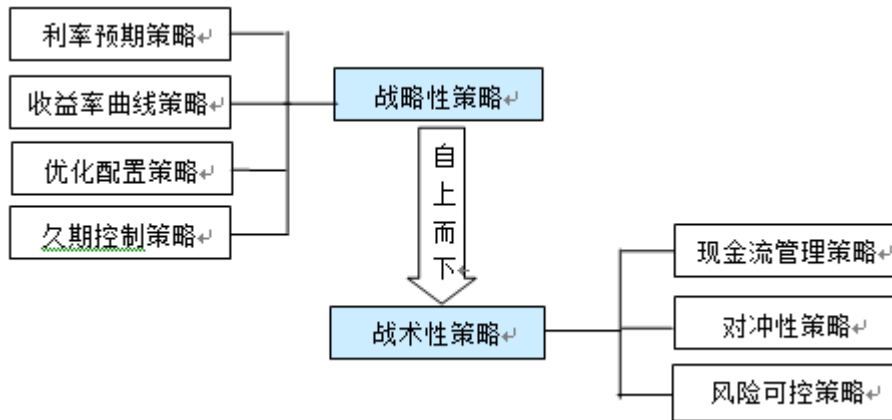 利率预期策略↵
收益率曲线策略↵
优化配置策略↵
久期控制策略↵
战略性策略↵
自
上
而
下↵
战术性策略↵
现金流管理策略↵
对冲性策略↵
风险可控策略↵